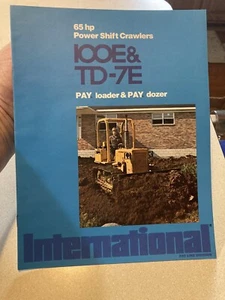 65 hp
Power Shift Crawlers
100E &
TD-7E
PAY loader & PAY dozer
International